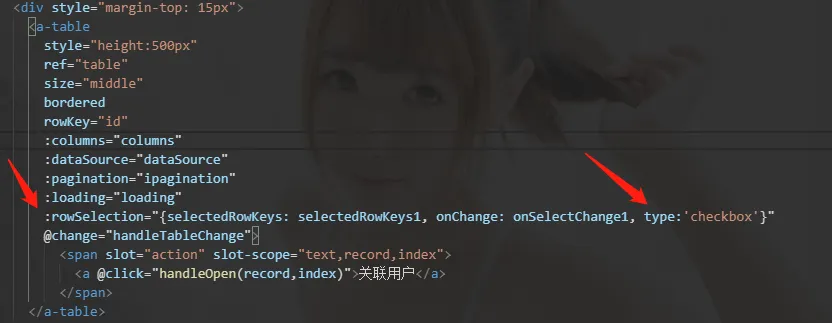 <div style="margin-top: 15px">
<a-table
style="height:500px"
ref="table"
size="middle"
bordered
rowKey="id"
:columns="columns"
:dataSource="dataSource"
:pagination="ipagination"
:loading="loading"
:rowSelection="{selectedRowKeys: selectedRowKeys1, onChange: onSelectChange1, type:'checkbox'}"
@change="handleTableChange">
<span slot="action" slot-scope="text,record,index">
<a @click="handleOpen(record,index)">关联用户</a>
</span>
</a-table>